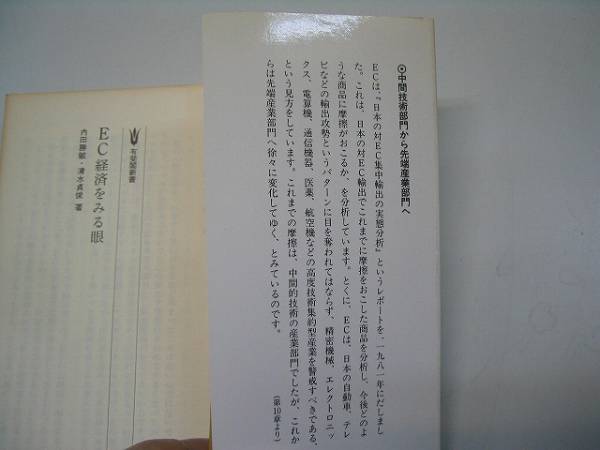 ◉中間技術部門から先端産業部門へ
ECは、『日本の対EC集中輸出の実態分析』というレポートを、一九八一年にだしまし
た。これは、日本の対EC輸出でこれまでに摩擦をおこした商品を分析し、今後どのよ
うな商品に摩擦がおこるか、を分析しています。とくに、ECは、日本の自動車、テレ
ビなどの輸出攻勢というパターンに目を奪われてはならず、精密機械、エレクトロニッ
クス、電算機、通信機器、医薬、航空機などの高度技術集約型産業を警戒すべきである、
という見方をしています。これまでの摩擦は、中間的技術の産業部門でしたが、これか
らは先端産業部門へ徐々に変化してゆく、とみているのです。
(第10章より)
有斐閣新書
EC経済をみる眼
内田勝敏・清水貞俊 著